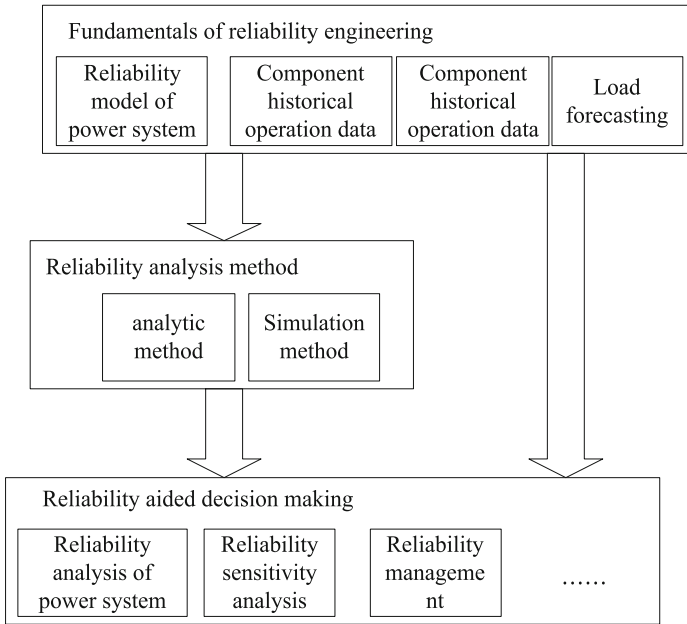 Fundamentals of reliability engineering
Reliability
model of
power system
Component
historical
operation data
Component
historical
operation data
Load
forecasting
Reliability analysis method
analytic
method
Simulation
method
Reliability aided decision making
Reliability
analysis of
power system
Reliability
sensitivity
analysis
Reliability
manageme
nt
......